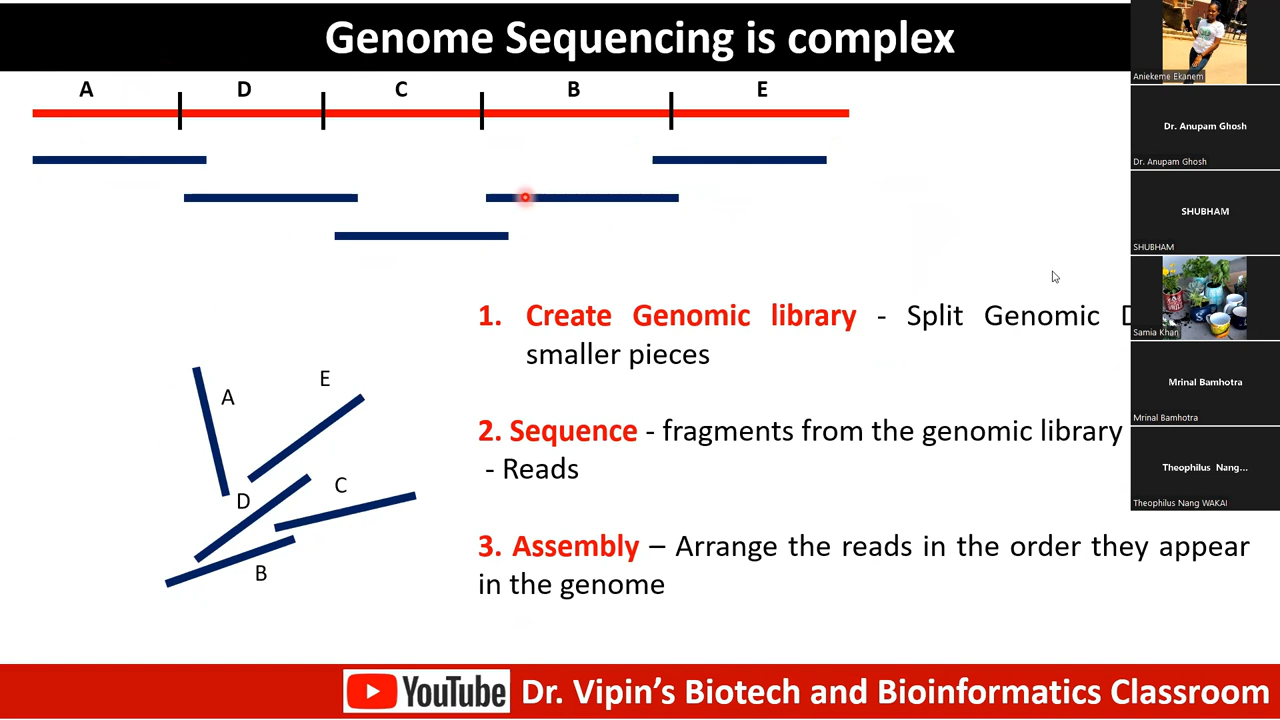 Genome Sequencing is complex
A D C B E
1. Create Genomic library - Split Genomic
smaller pieces
2. Sequence - fragments from the genomic library
- Reads
3. Assembly – Arrange the reads in the order they appear
in the genome
A
E
D
C
B
YouTube Dr. Vipin's Biotech and Bioinformatics Classroom
Aniekeme Ekanem
Dr. Anupam Ghosh
Dr. Anupam Ghosh
SHUBHAM
SHUBHAM
Samia Khan
Mrinal Bamhotra
Mrinal Bamhotra
Theophilus Nang...
Theophilus Nang WAKAI